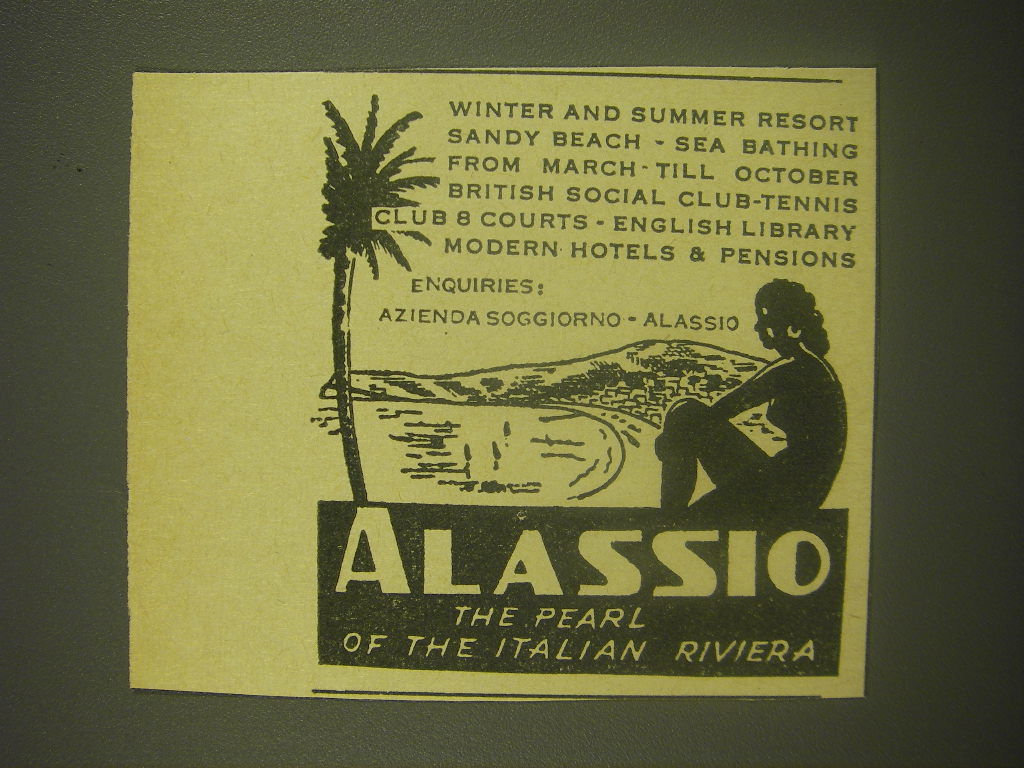 WINTER AND SUMMER RESORT
SANDY BEACH - SEA BATHING
FROM MARCH - TILL OCTOBER
BRITISH SOCIAL CLUB-TENNIS
CLUB 8 COURTS - ENGLISH LIBRARY
MODERN HOTELS & PENSIONS
ENQUIRIES:
AZIENDA SOGGIORNO - ALASSIO
ALASSIO
THE PEARL
OF THE ITALIAN RIVIERA